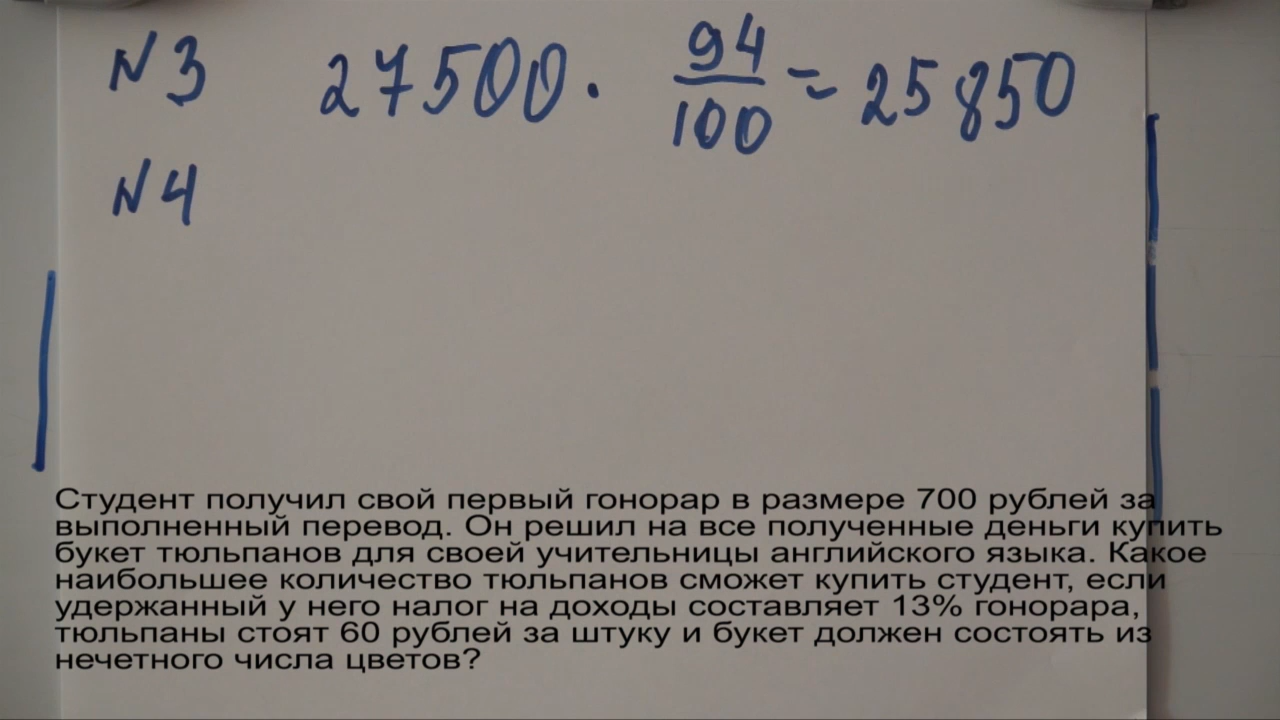 №3 27500 · 94/100 = 25850
№4
Студент получил свой первый гонорар в размере 700 рублей за
выполненный перевод. Он решил на все полученные деньги купить
букет тюльпанов для своей учительницы английского языка. Какое
наибольшее количество тюльпанов сможет купить студент, если
удержанный у него налог на доходы составляет 13% гонорара,
тюльпаны стоят 60 рублей за штуку и букет должен состоять из
нечетного числа цветов?